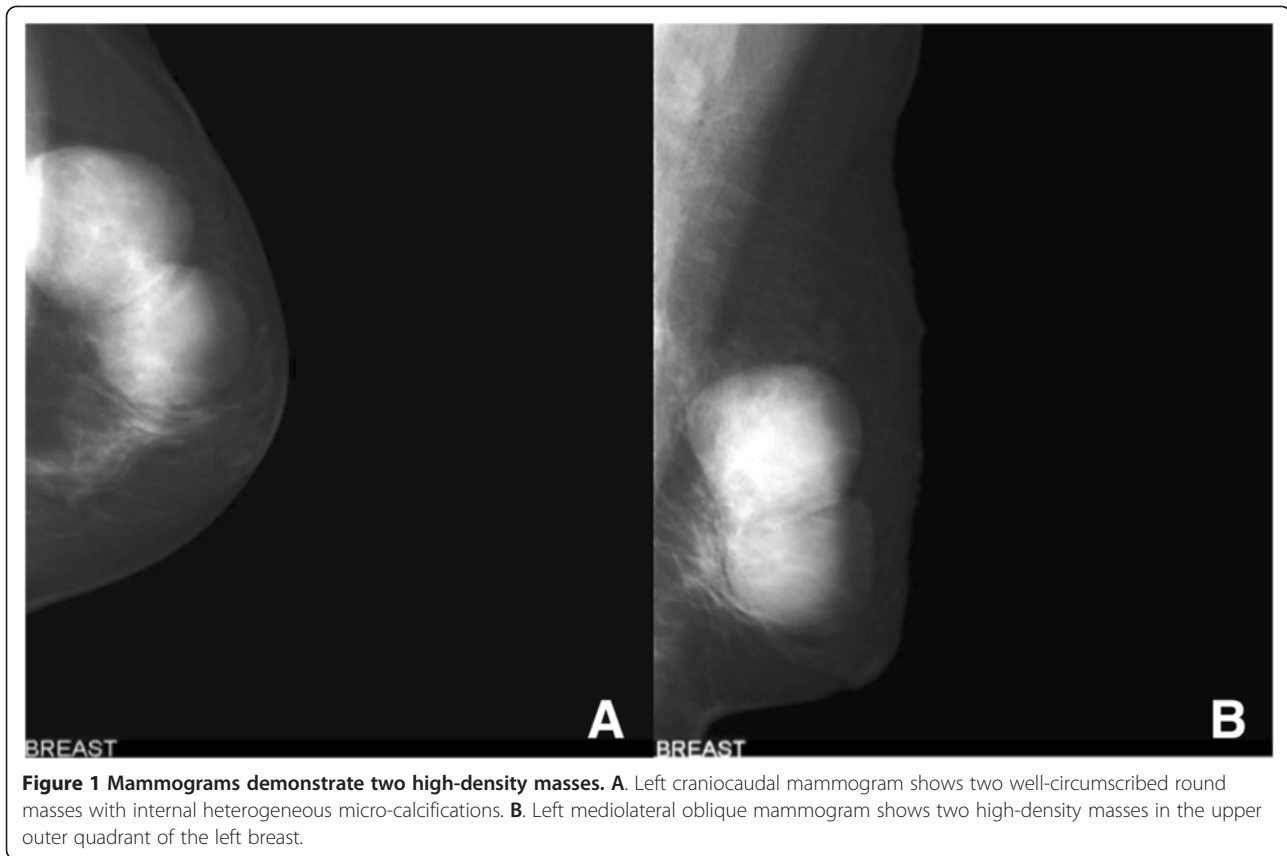 A
B
BREAST
BREAST
Figure 1 Mammograms demonstrate two high-density masses. A. Left craniocaudal mammogram shows two well-circumscribed round
masses with internal heterogeneous micro-calcifications. B. Left mediolateral oblique mammogram shows two high-density masses in the upper
outer quadrant of the left breast.